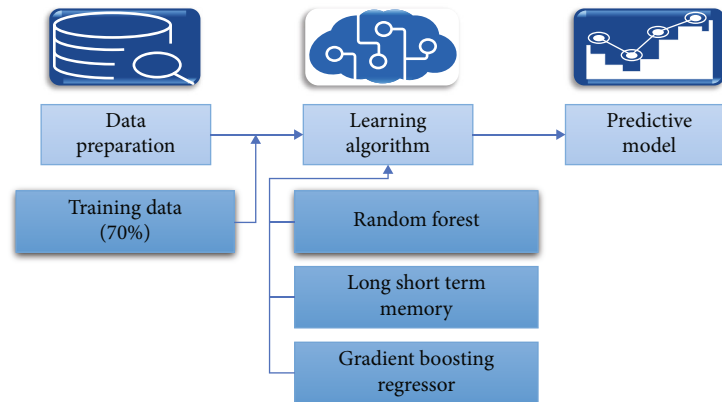 Data
preparation
Learning
algorithm
Predictive
model
Training data
(70%)
Random forest
Long short term
memory
Gradient boosting
regressor